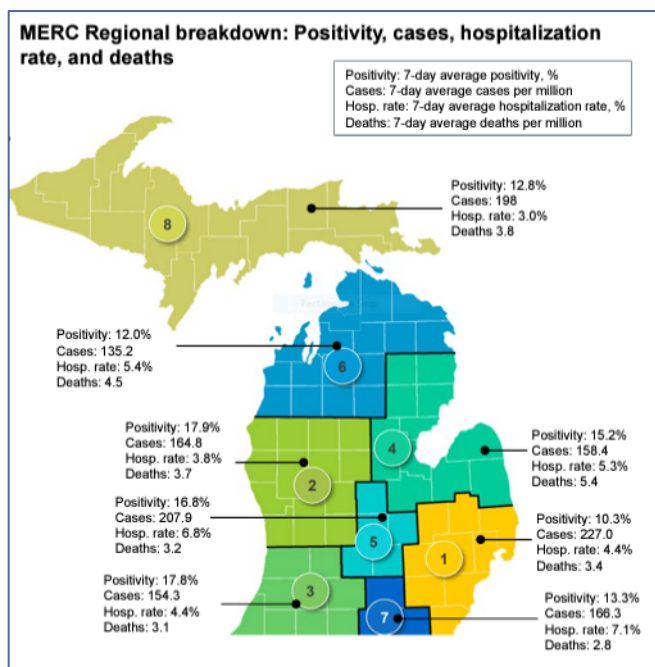 MERC Regional breakdown: Positivity, cases, hospitalization
rate, and deaths
Positivity: 7-day average positivity, %
Cases: 7-day average cases per million
Hosp. rate: 7-day average hospitalization rate, %
Deaths: 7-day average deaths per million
Positivity: 12.8%
Cases: 198
Hosp. rate: 3.0%
Deaths 3.8
8
Positivity: 12.0%
Cases: 135.2
Hosp. rate: 5.4%
Deaths: 4.5
6
Positivity: 17.9%
Cases: 164.8
Hosp. rate: 3.8%
Deaths: 3.7
2
4
Positivity: 15.2%
Cases: 158.4
Hosp. rate: 5.3%
Deaths: 5.4
Positivity: 16.8%
Cases: 207.9
Hosp. rate: 6.8%
Deaths: 3.2
5
1
Positivity: 10.3%
Cases: 227.0
Hosp. rate: 4.4%
Deaths: 3.4
Positivity: 17.8%
Cases: 154.3
Hosp. rate: 4.4%
Deaths: 3.1
3
7
Positivity: 13.3%
Cases: 166.3
Hosp. rate: 7.1%
Deaths: 2.8